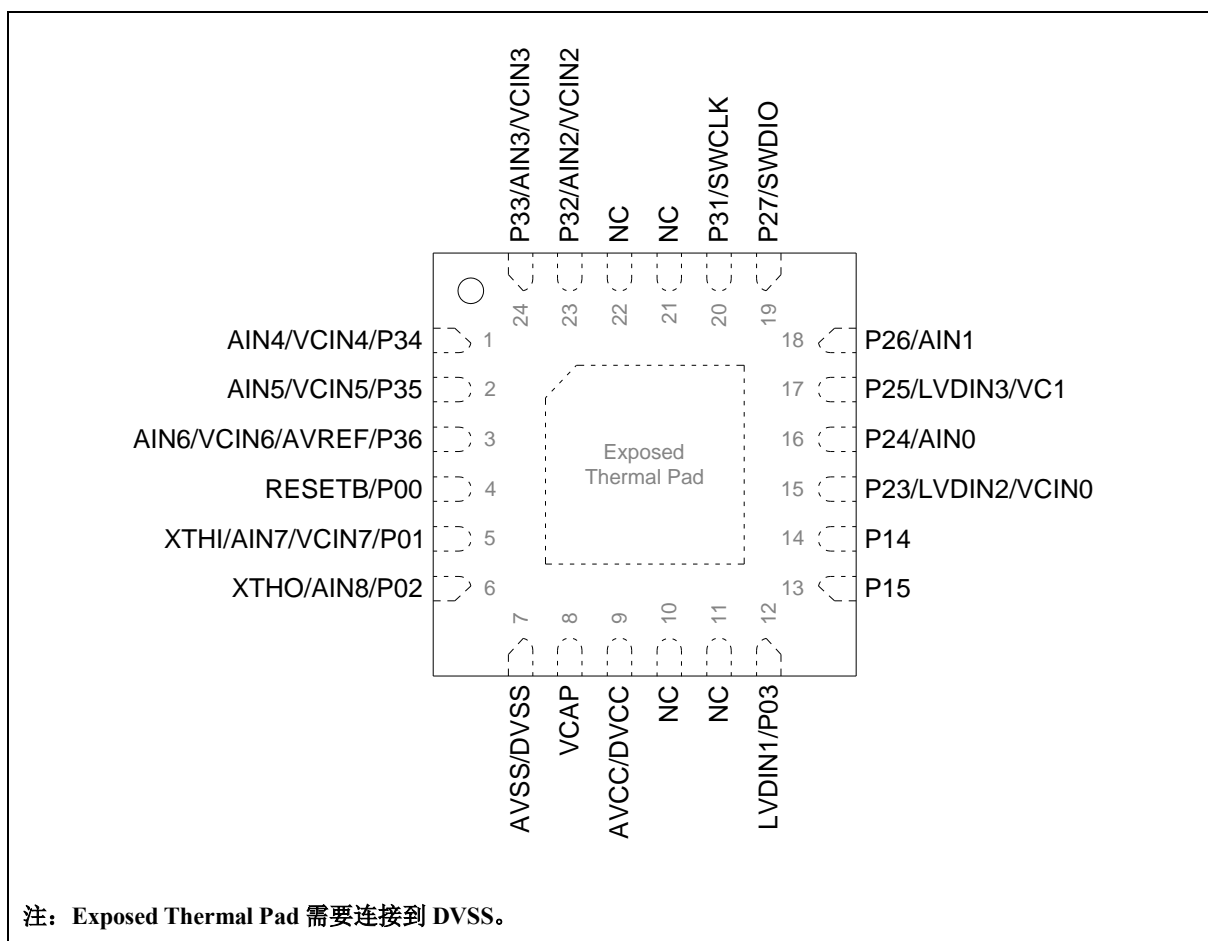 P33/AIN3/VCIN3
P32/AIN2/VCIN2
NC
NC
P31/SWCLK
P27/SWDIO
24
23
22
21
20
19
AIN4/VCIN4/P34
1
18
P26/AIN1
AIN5/VCIN5/P35
2
17
P25/LVDIN3/VC1
AIN6/VCIN6/AVREF/P36
3
16
P24/AIN0
Exposed
Thermal Pad
RESETB/P00
4
15
P23/LVDIN2/VCIN0
XTHI/AIN7/VCIN7/P01
5
14
P14
XTHO/AIN8/P02
6
13
P15
7
8
9
10
11
12
AVSS/DVSS
VCAP
AVCC/DVCC
NC
NC
LVDIN1/P03
注：Exposed Thermal Pad 需要连接到 DVSS。